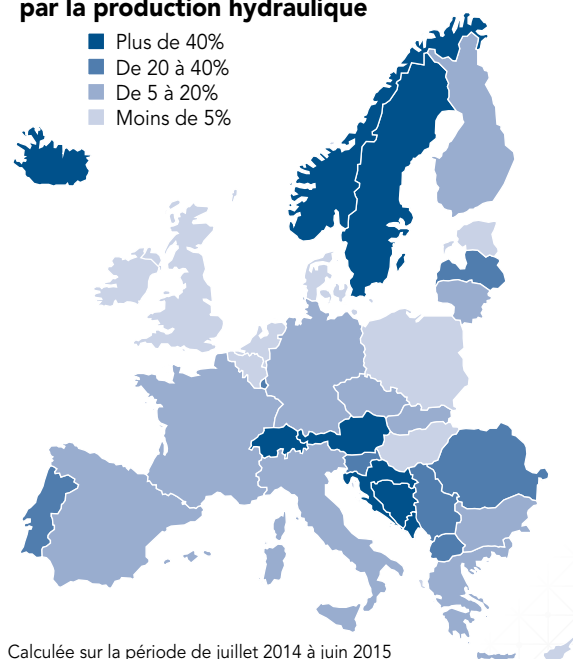 par la production hydraulique
Plus de 40%
De 20 à 40%
De 5 à 20%
Moins de 5%
Calculée sur la période de juillet 2014 à juin 2015